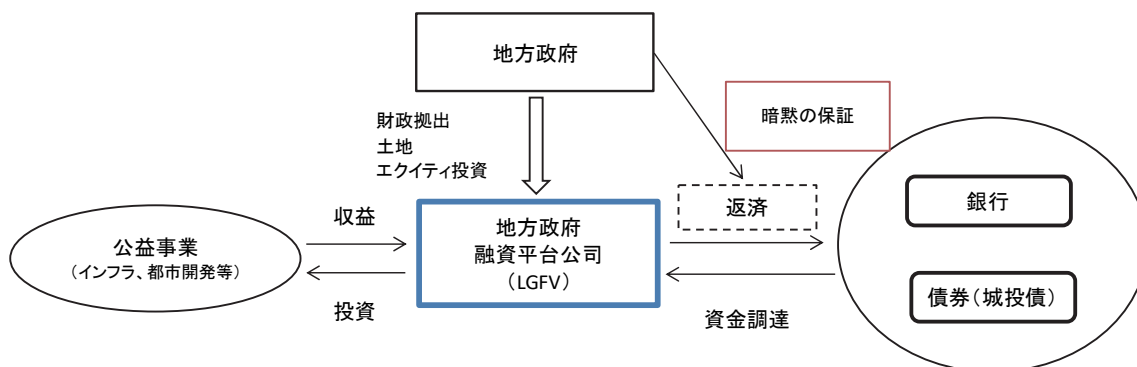 地方政府
財政拠出
土地
エクイティ投資
暗黙の保証
返済
銀行
債券(城投債)
収益
地方政府
融資平台公司
(LGFV)
公益事業
(インフラ、都市開発等)
投資
資金調達